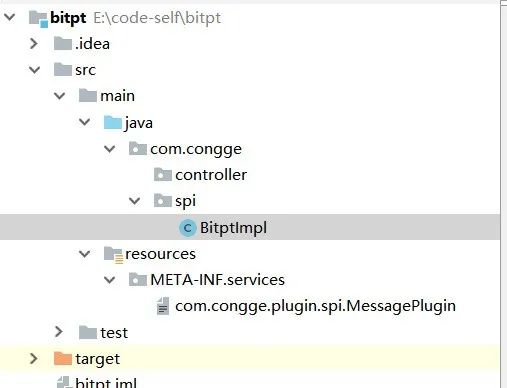 bitpt E:\code-self\bitpt
.idea
src
main
java
com.congge
controller
spi
C BitptImpl
resources
META-INF.services
com.congge.plugin.spi.MessagePlugin
test
target
bitpt.iml